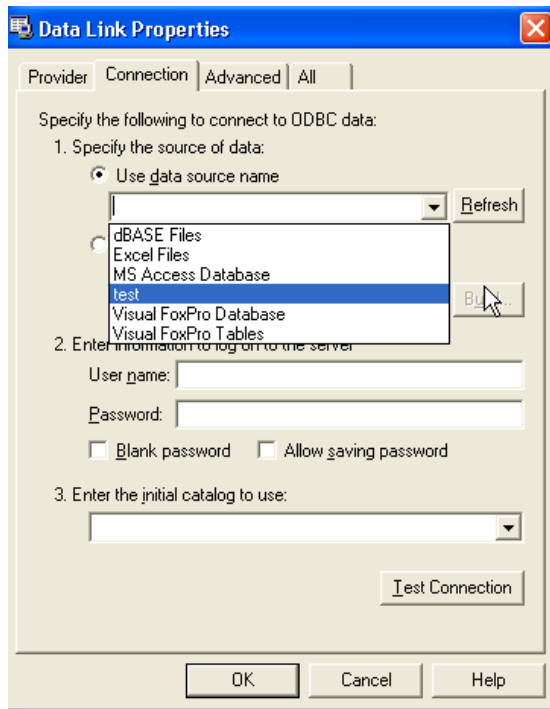 Data Link Properties
Provider Connection Advanced All
Specify the following to connect to ODBC data:
1. Specify the source of data:
Use data source name
Refresh
dBASE Files
Excel Files
MS Access Database
test
Visual FoxPro Database
Visual FoxPro Tables
2. Enter information to log on to the server
User name:
Password:
Blank password Allow saving password
3. Enter the initial catalog to use:
Test Connection
OK Cancel Help